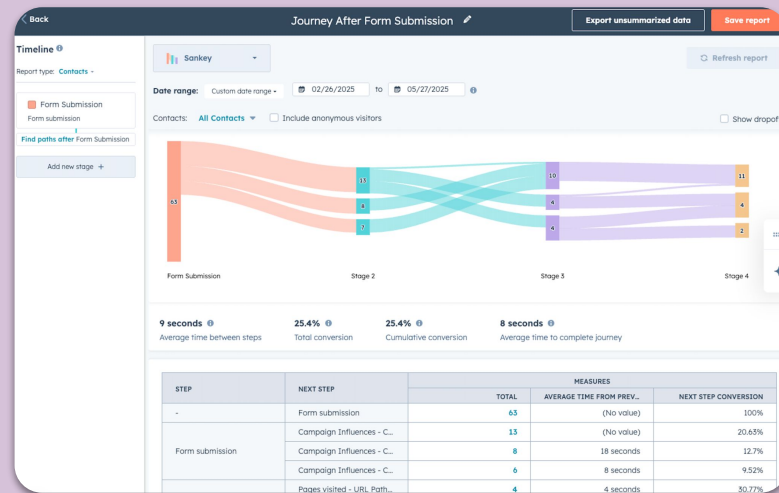 Back
Journey After Form Submission
Export unsummarized data
Save report
Timeline
Report type: Contacts
Form Submission
Form submission
Find paths after Form Submission
Add new stage +
Sankey
Refresh report
Date range: Custom date range 02/26/2025 to 05/27/2025
Contacts: All Contacts Include anonymous visitors
Show dropof
63
13
8
7
10
4
4
11
4
2
Form Submission Stage 2 Stage 3 Stage 4
9 seconds 25.4% 25.4% 8 seconds
Average time between steps Total conversion Cumulative conversion Average time to complete journey
MEASURES
STEP NEXT STEP TOTAL AVERAGE TIME FROM PREV... NEXT STEP CONVERSION
- Form submission 63 (No value) 100%
Campaign Influences - C... 13 (No value) 20.63%
Form submission Campaign Influences - C... 8 18 seconds 12.7%
Campaign Influences - C... 6 8 seconds 9.52%
Pages visited - URL Path... 4 4 seconds 30.77%